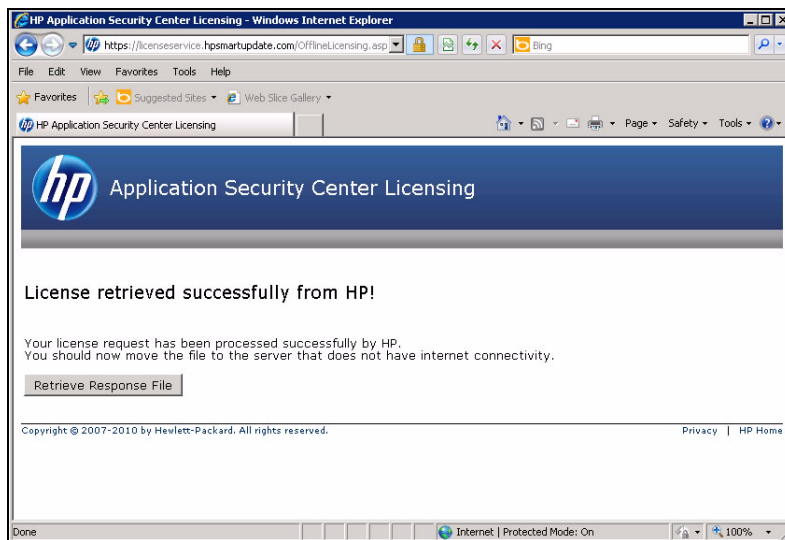 HP Application Security Center Licensing - Windows Internet Explorer
https://licenseservice.hpsmartupdate.com/OfflineLicensing.asp
Bing
File Edit View Favorites Tools Help
Favorites Suggested Sites Web Slice Gallery
HP Application Security Center Licensing Page Safety Tools
hp Application Security Center Licensing
License retrieved successfully from HP!
Your license request has been processed successfully by HP.
You should now move the file to the server that does not have internet connectivity.
Retrieve Response File
Copyright © 2007-2010 by Hewlett-Packard. All rights reserved. Privacy | HP Home
Done Internet | Protected Mode: On 100%